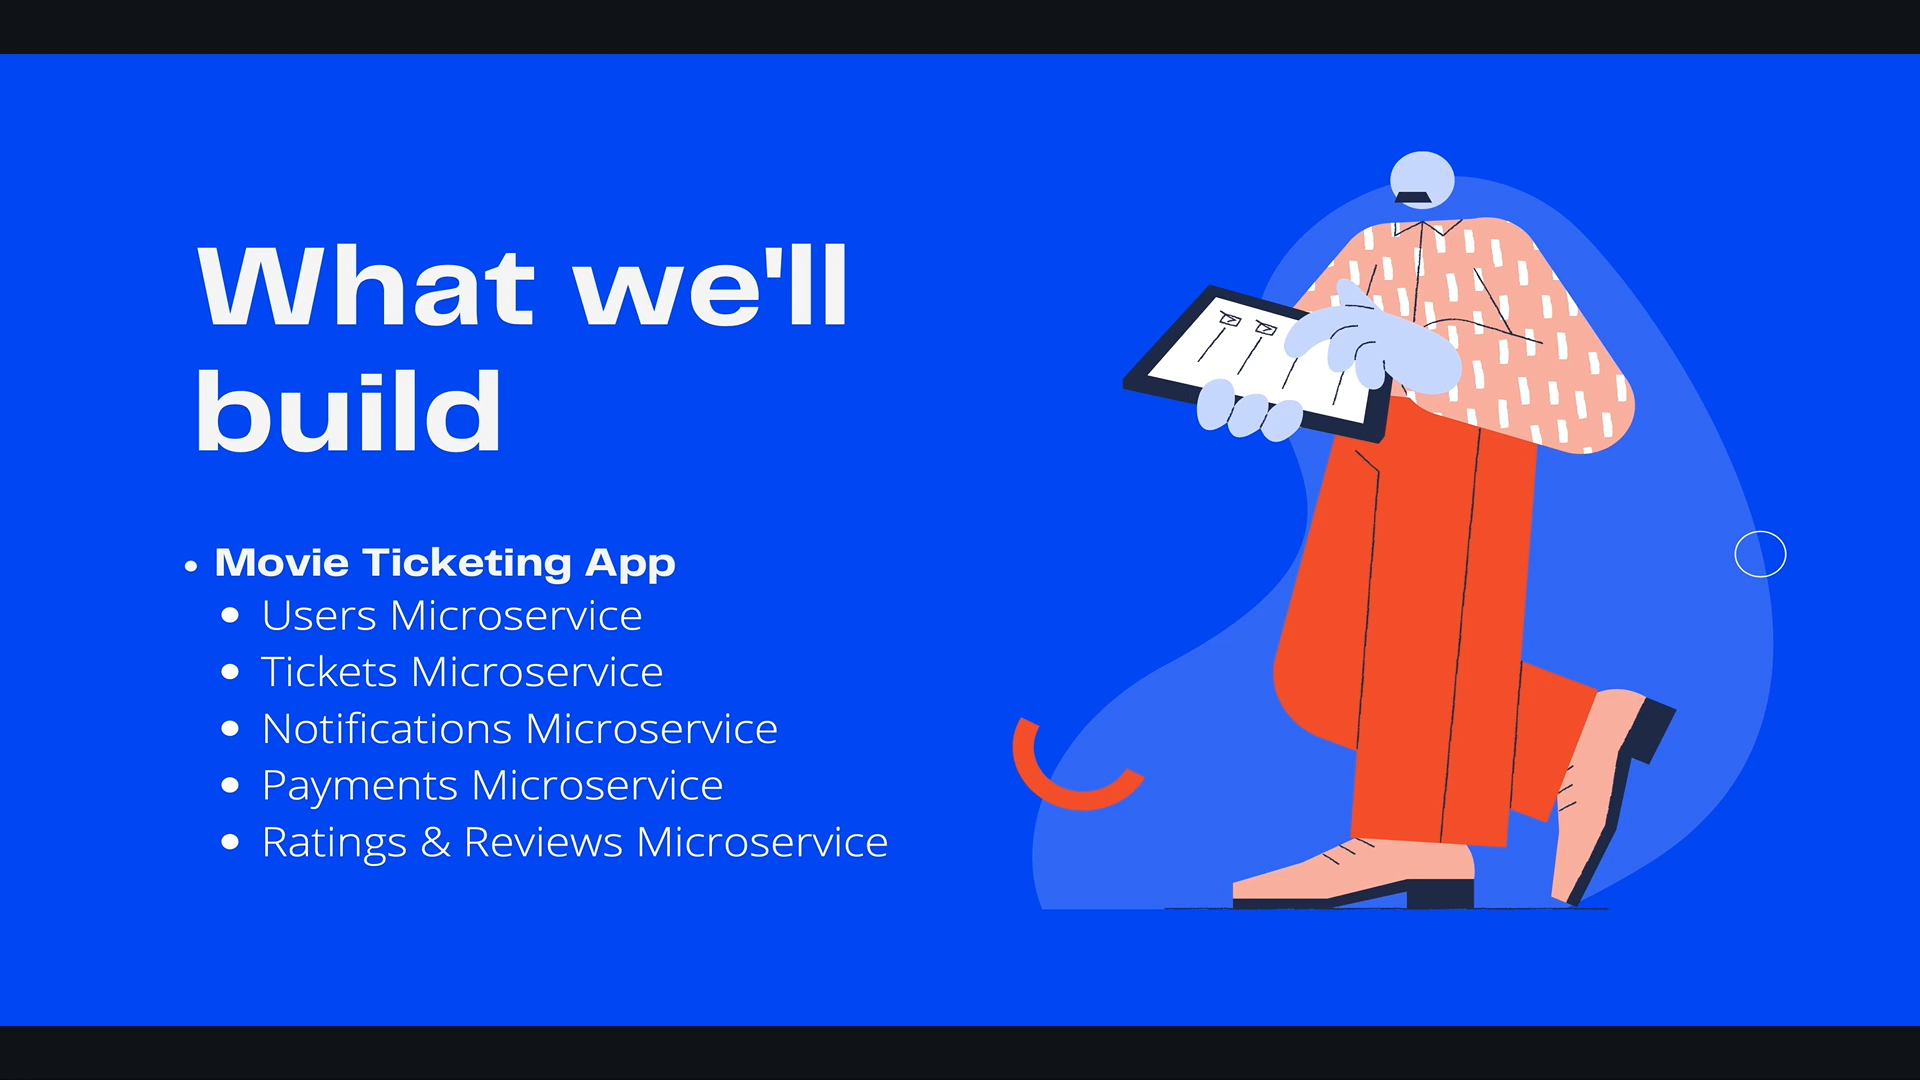 What we'll
build
• Movie Ticketing App
• Users Microservice
• Tickets Microservice
• Notifications Microservice
• Payments Microservice
• Ratings & Reviews Microservice